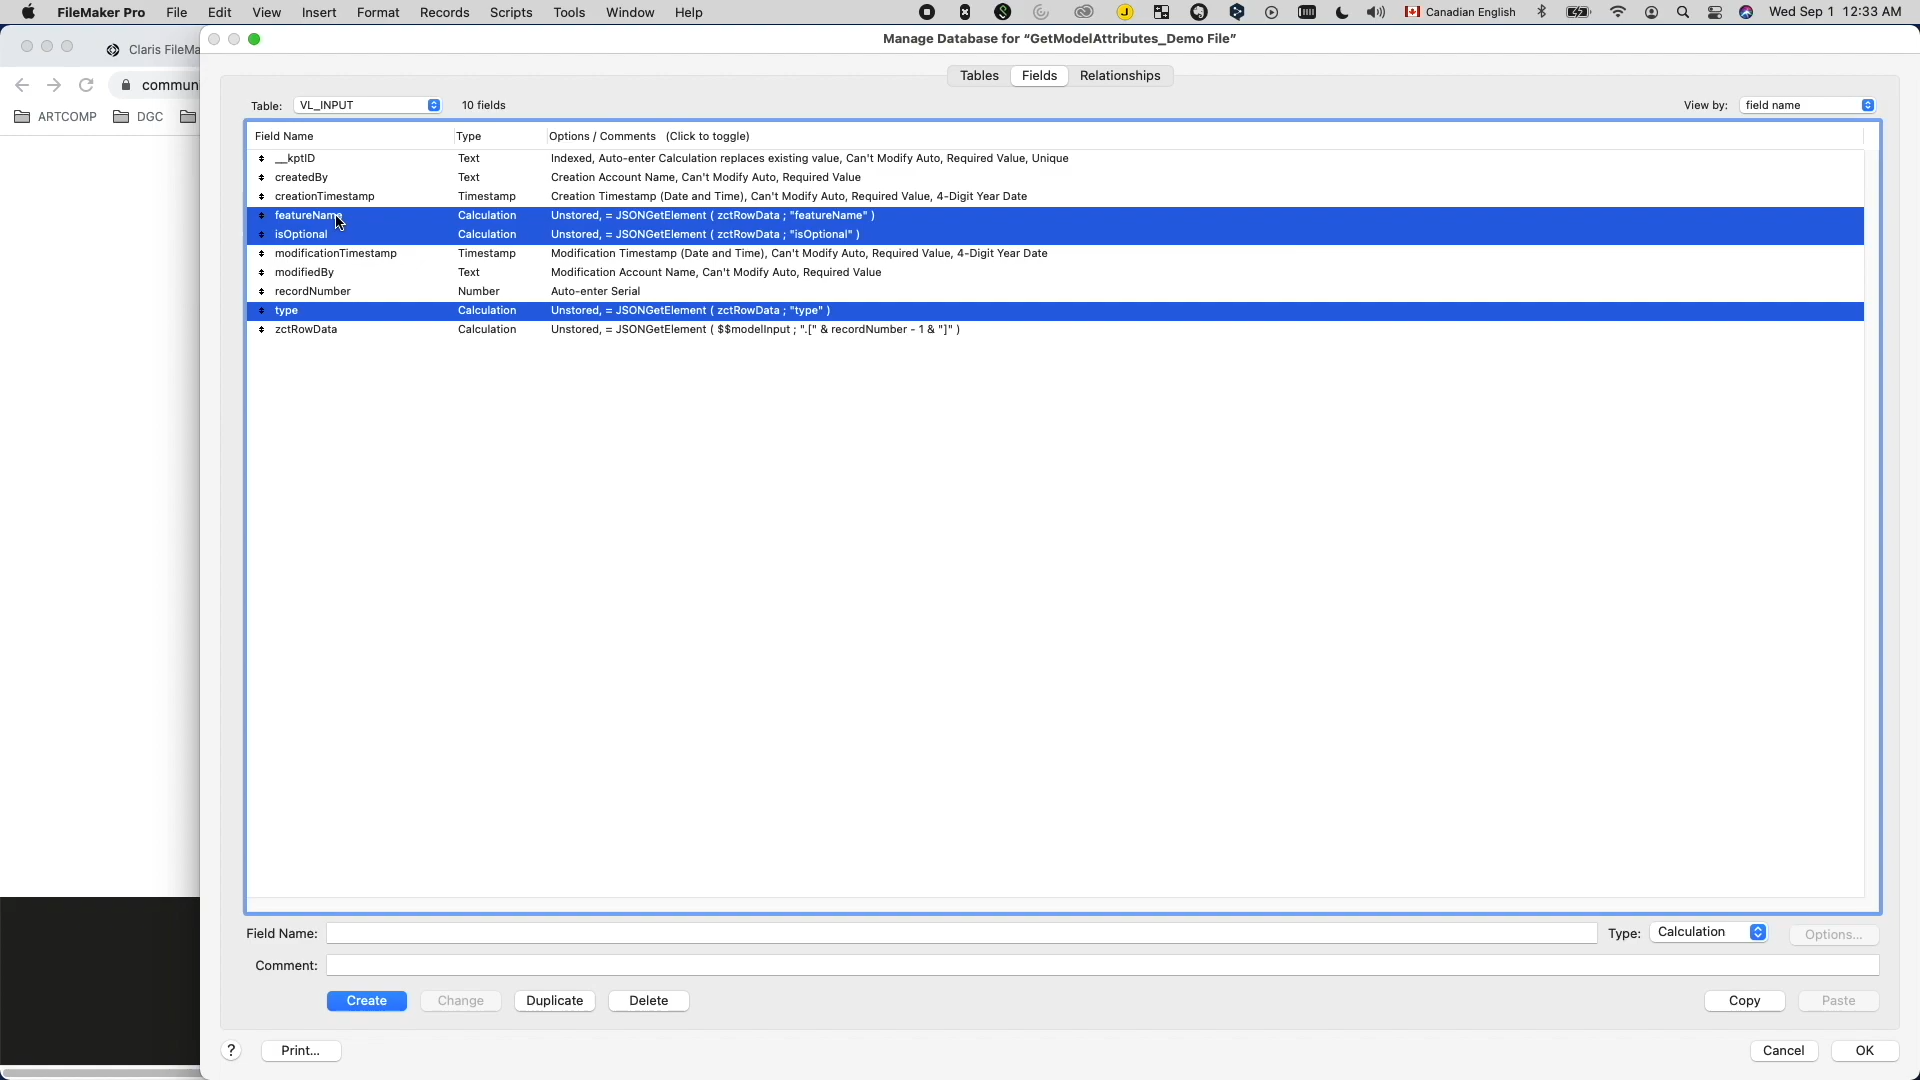 FileMaker Pro File Edit View Insert Format Records Scripts Tools Window Help Canadian English Wed Sep 1 12:33 AM
Claris FileMa
Manage Database for “GetModelAttributes_Demo File”
Tables Fields Relationships
commun
Table: VL_INPUT 10 fields View by: field name
ARTCOMP DGC
Field Name Type Options / Comments (Click to toggle)
__kptID Text Indexed, Auto-enter Calculation replaces existing value, Can't Modify Auto, Required Value, Unique
createdBy Text Creation Account Name, Can't Modify Auto, Required Value
creationTimestamp Timestamp Creation Timestamp (Date and Time), Can't Modify Auto, Required Value, 4-Digit Year Date
featureName Calculation Unstored, = JSONGetElement ( zctRowData ; "featureName" )
isOptional Calculation Unstored, = JSONGetElement ( zctRowData ; "isOptional" )
modificationTimestamp Timestamp Modification Timestamp (Date and Time), Can't Modify Auto, Required Value, 4-Digit Year Date
modifiedBy Text Modification Account Name, Can't Modify Auto, Required Value
recordNumber Number Auto-enter Serial
type Calculation Unstored, = JSONGetElement ( zctRowData ; "type" )
zctRowData Calculation Unstored, = JSONGetElement ( $$modelInput ; ".[" & recordNumber - 1 & "]" )
Field Name: Type: Calculation Options...
Comment:
Create Change Duplicate Delete Copy Paste
? Print... Cancel OK